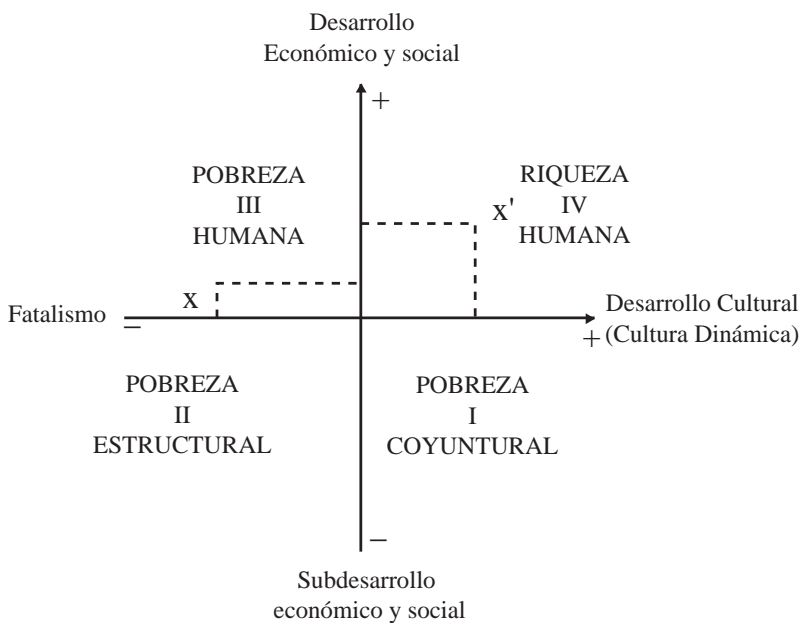 Desarrollo
Económico y social
+
POBREZA
III
HUMANA
RIQUEZA
IV
HUMANA
x'
x
Fatalismo
−
Desarrollo Cultural
+ (Cultura Dinámica)
POBREZA
II
ESTRUCTURAL
POBREZA
I
COYUNTURAL
−
Subdesarrollo
económico y social